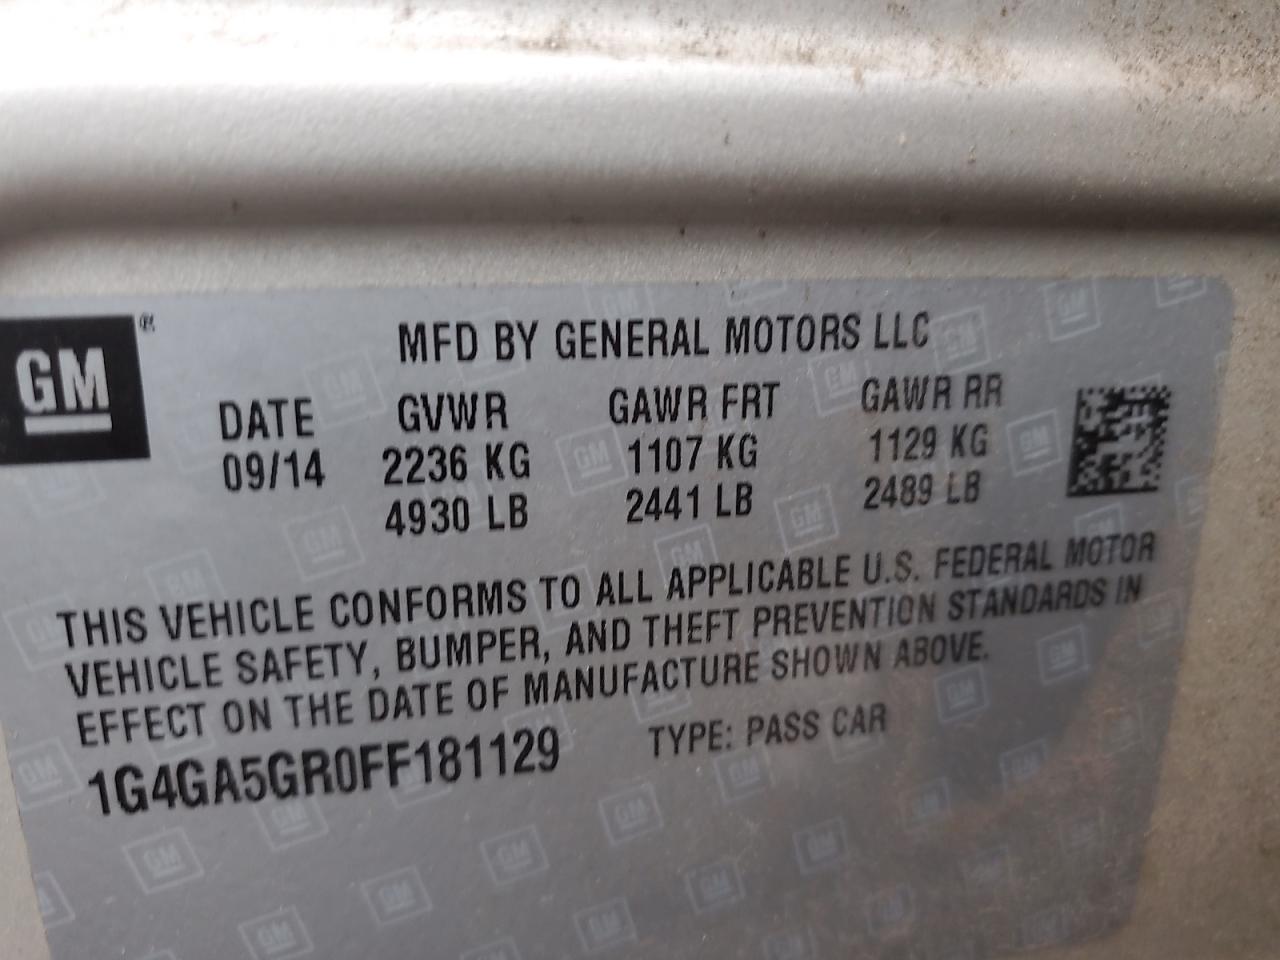 GM ®
MFD BY GENERAL MOTORS LLC
DATE GVWR GAWR FRT GAWR RR
09/14 2236 KG 1107 KG 1129 KG
4930 LB 2441 LB 2489 LB
THIS VEHICLE CONFORMS TO ALL APPLICABLE U.S. FEDERAL MOTOR
VEHICLE SAFETY, BUMPER, AND THEFT PREVENTION STANDARDS IN
EFFECT ON THE DATE OF MANUFACTURE SHOWN ABOVE.
1G4GA5GR0FF181129 TYPE: PASS CAR